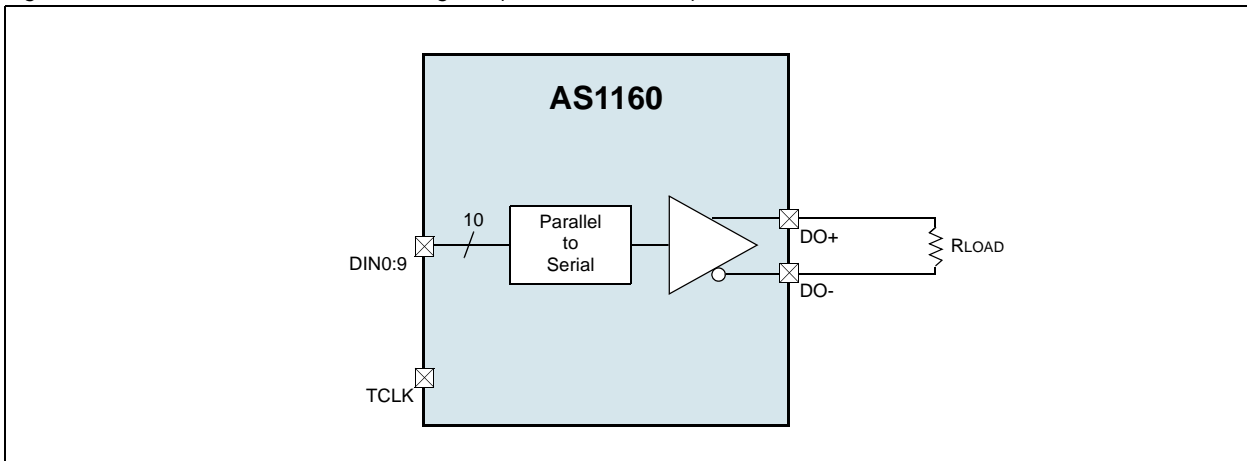 AS1160
10
Parallel
to
Serial
DIN0:9
DO+
RLOAD
DO-
TCLK